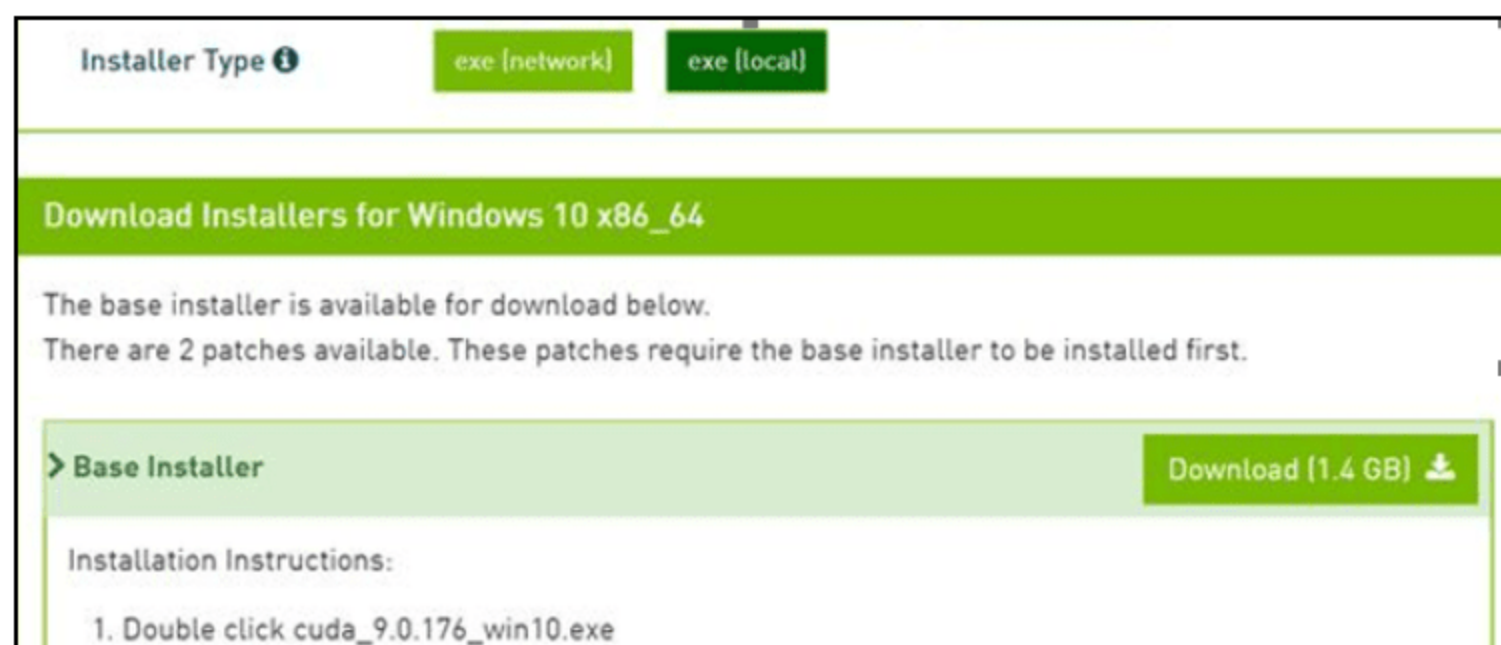 Installer Type
exe (network)
exe (local)
Download Installers for Windows 10 x86_64
The base installer is available for download below.
There are 2 patches available. These patches require the base installer to be installed first.
Base Installer
Download (1.4 GB)
Installation Instructions:
1. Double click cuda_9.0.176_win10.exe